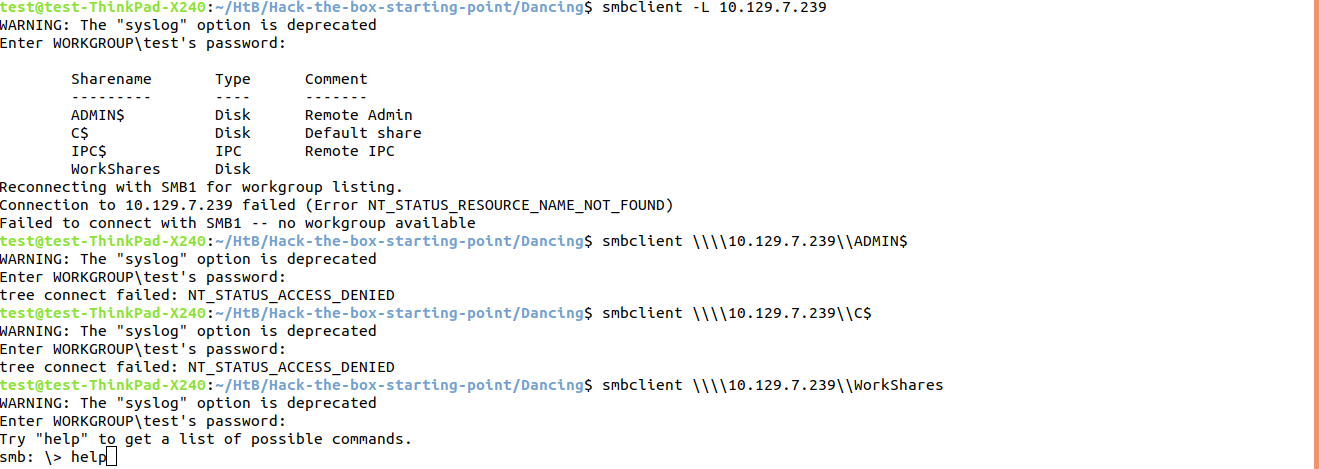 test@test-ThinkPad-X240:~/HtB/Hack-the-box-starting-point/Dancing$ smbclient -L 10.129.7.239
WARNING: The "syslog" option is deprecated
Enter WORKGROUP\test's password:
Sharename Type Comment
--------- ---- -------
ADMIN$ Disk Remote Admin
C$ Disk Default share
IPC$ IPC Remote IPC
WorkShares Disk
Reconnecting with SMB1 for workgroup listing.
Connection to 10.129.7.239 failed (Error NT_STATUS_RESOURCE_NAME_NOT_FOUND)
Failed to connect with SMB1 -- no workgroup available
test@test-ThinkPad-X240:~/HtB/Hack-the-box-starting-point/Dancing$ smbclient \\\\10.129.7.239\\ADMIN$
WARNING: The "syslog" option is deprecated
Enter WORKGROUP\test's password:
tree connect failed: NT_STATUS_ACCESS_DENIED
test@test-ThinkPad-X240:~/HtB/Hack-the-box-starting-point/Dancing$ smbclient \\\\10.129.7.239\\C$
WARNING: The "syslog" option is deprecated
Enter WORKGROUP\test's password:
tree connect failed: NT_STATUS_ACCESS_DENIED
test@test-ThinkPad-X240:~/HtB/Hack-the-box-starting-point/Dancing$ smbclient \\\\10.129.7.239\\WorkShares
WARNING: The "syslog" option is deprecated
Enter WORKGROUP\test's password:
Try "help" to get a list of possible commands.
smb: \> help